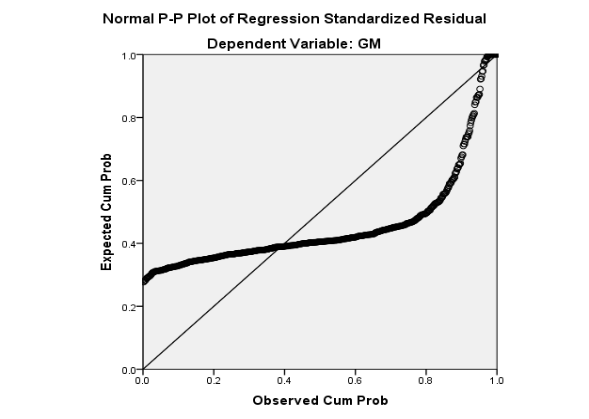 Normal P-P Plot of Regression Standardized Residual
Dependent Variable: GM
1.0
0.8
0.6
0.4
0.2
0.0
Expected Cum Prob
0.0 0.2 0.4 0.6 0.8 1.0
Observed Cum Prob